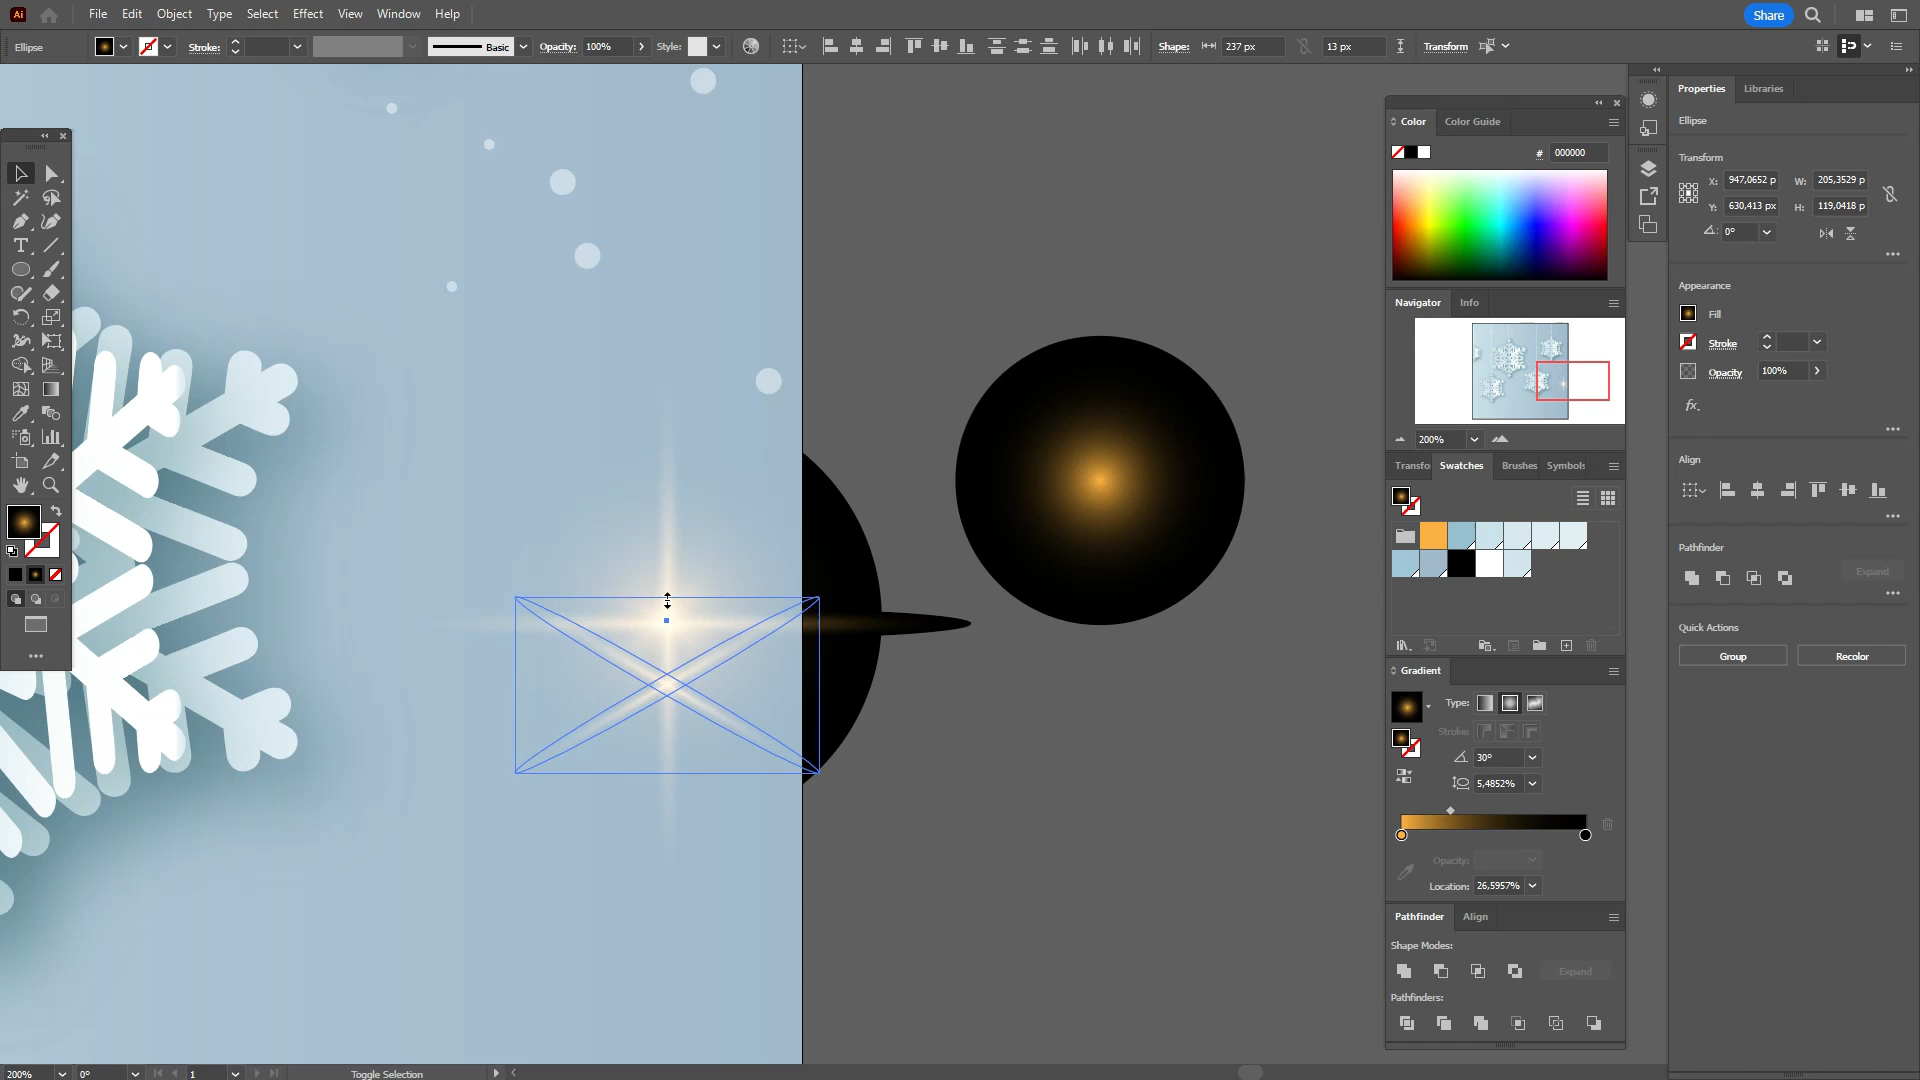 Ai File Edit Object Type Select Effect View Window Help Share
Ellipse Stroke: Basic Opacity: 100% Style: Shape: 237 px 13 px Transform
Properties Libraries
Ellipse
Transform
X: 947,0652 p W: 205,3529 p
Y: 630,413 px H: 119,0418 p
0°
Appearance
Fill
Stroke
Opacity 100%
fx.
Align
Pathfinder
Expand
Quick Actions
Group Recolor
Color Color Guide
# 000000
Navigator Info
200%
Transfo Swatches Brushes Symbols
Gradient
Type:
Stroke:
30°
5,4852%
Opacity:
Location: 26,5957%
Pathfinder Align
Shape Modes:
Expand
Pathfinders:
T
200% 0° 1 Toggle Selection